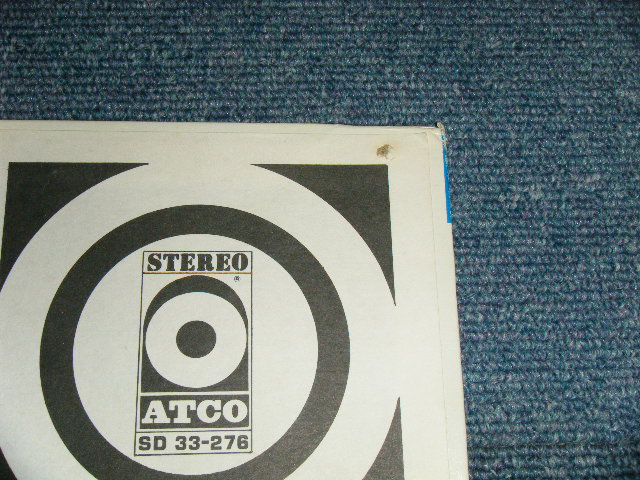 STEREO
®
ATCO
SD 33-276